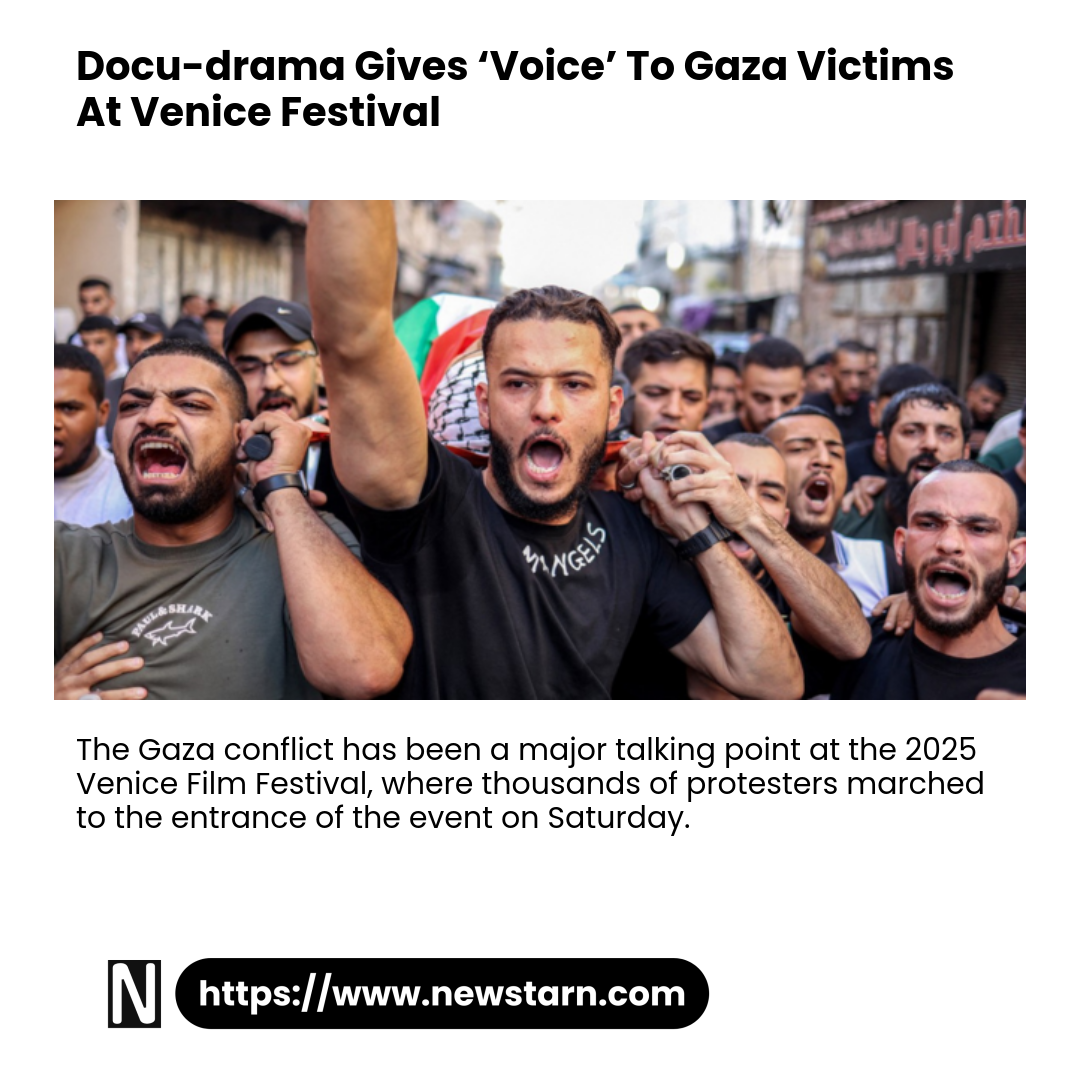 Docu-drama Gives ‘Voice’ To Gaza Victims
At Venice Festival
مطعم أبو
PAUL & SHARK
ANGELS
The Gaza conflict has been a major talking point at the 2025
Venice Film Festival, where thousands of protesters marched
to the entrance of the event on Saturday.
N
https://www.newstarn.com